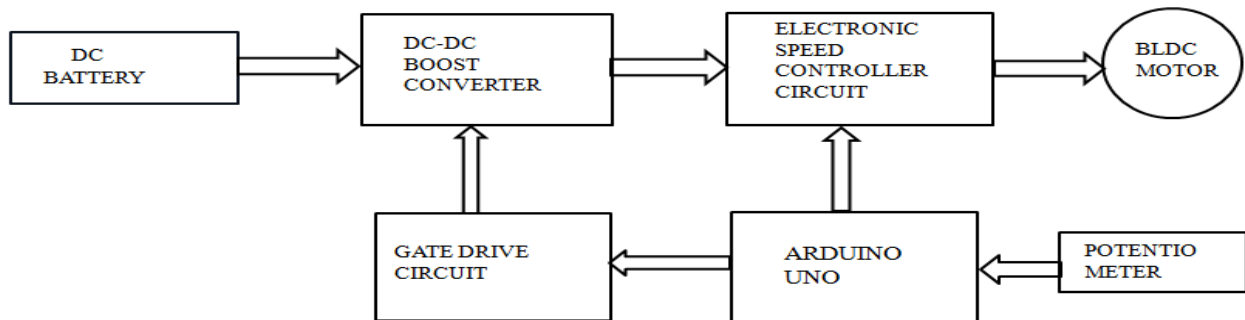 DC
BATTERY
DC-DC
BOOST
CONVERTER
ELECTRONIC
SPEED
CONTROLLER
CIRCUIT
BLDC
MOTOR
GATE DRIVE
CIRCUIT
ARDUINO
UNO
POTENTIO
METER